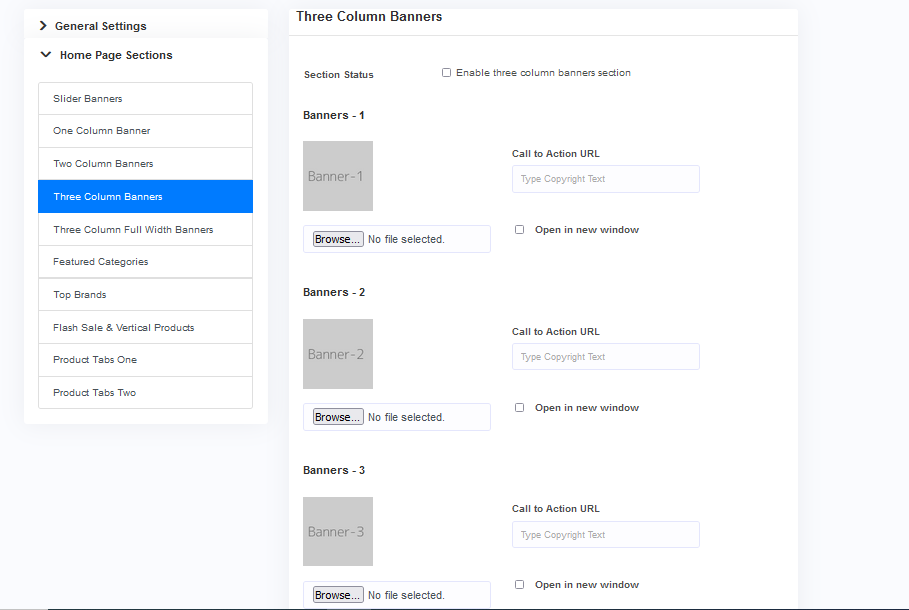 General Settings
Home Page Sections
Slider Banners
One Column Banner
Two Column Banners
Three Column Banners
Three Column Full Width Banners
Featured Categories
Top Brands
Flash Sale & Vertical Products
Product Tabs One
Product Tabs Two
Three Column Banners
Section Status
Enable three column banners section
Banners - 1
Banner-1
Browse... No file selected.
Call to Action URL
Type Copyright Text
Open in new window
Banners - 2
Banner-2
Browse... No file selected.
Call to Action URL
Type Copyright Text
Open in new window
Banners - 3
Banner-3
Browse... No file selected.
Call to Action URL
Type Copyright Text
Open in new window